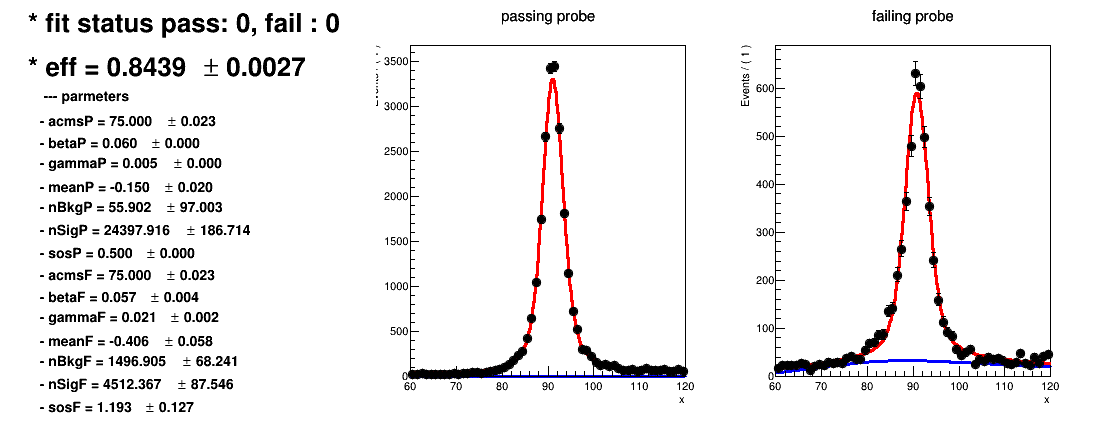 * fit status pass: 0, fail : 0
* eff = 0.8439 ± 0.0027
--- parmeters
- acmsP = 75.000 ± 0.023
- betaP = 0.060 ± 0.000
- gammaP = 0.005 ± 0.000
- meanP = -0.150 ± 0.020
- nBkgP = 55.902 ± 97.003
- nSigP = 24397.916 ± 186.714
- sosP = 0.500 ± 0.000
- acmsF = 75.000 ± 0.023
- betaF = 0.057 ± 0.004
- gammaF = 0.021 ± 0.002
- meanF = -0.406 ± 0.058
- nBkgF = 1496.905 ± 68.241
- nSigF = 4512.367 ± 87.546
- sosF = 1.193 ± 0.127
passing probe
3500
3000
2500
2000
1500
1000
500
0
60 70 80 90 100 110 120
x
failing probe
Events / ( 1 )
600
500
400
300
200
100
0
60 70 80 90 100 110 120
x